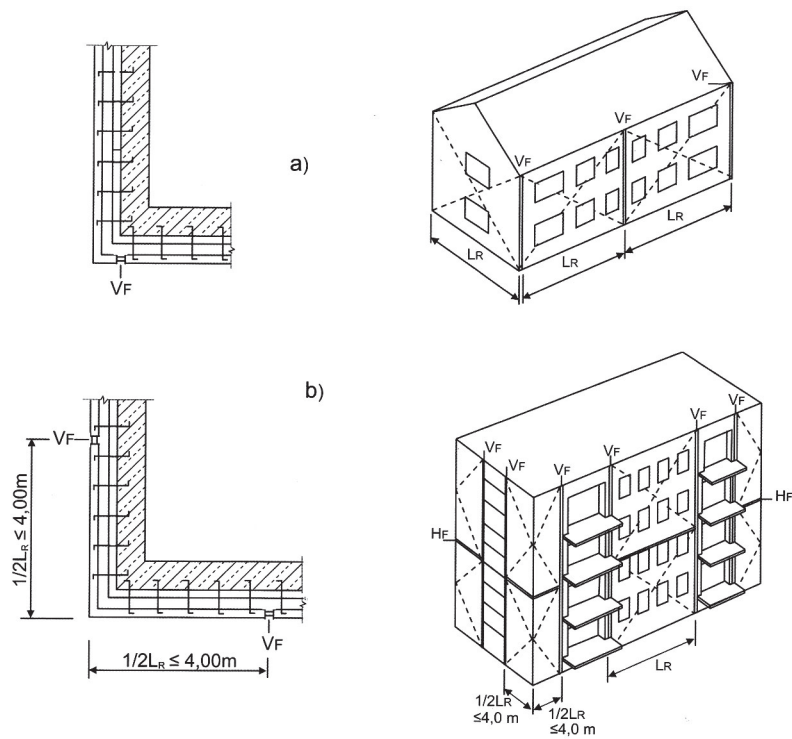 a)
VF
VF
VF
VF
LR
LR
LR
b)
VF
1/2LR ≤ 4,00m
VF
1/2LR ≤ 4,00m
VF
VF
VF
VF
VF
VF
HF
HF
LR
1/2LR
≤4,0 m
1/2LR
≤4,0 m